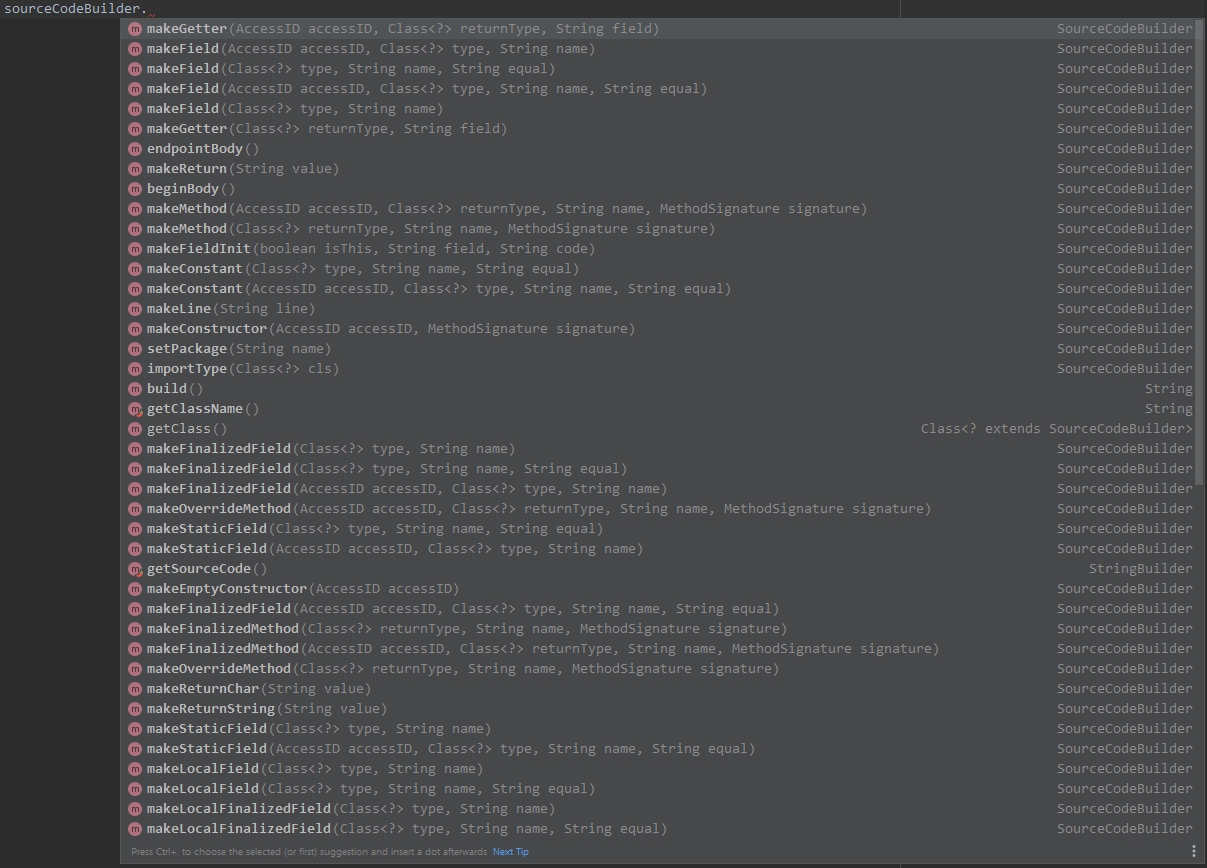 sourceCodeBuilder.
makeGetter(AccessID accessID, Class<?> returnType, String field) SourceCodeBuilder
makeField(AccessID accessID, Class<?> type, String name) SourceCodeBuilder
makeField(Class<?> type, String name, String equal) SourceCodeBuilder
makeField(AccessID accessID, Class<?> type, String name, String equal) SourceCodeBuilder
makeField(Class<?> type, String name) SourceCodeBuilder
makeGetter(Class<?> returnType, String field) SourceCodeBuilder
endpointBody() SourceCodeBuilder
makeReturn(String value) SourceCodeBuilder
beginBody() SourceCodeBuilder
makeMethod(AccessID accessID, Class<?> returnType, String name, MethodSignature signature) SourceCodeBuilder
makeMethod(Class<?> returnType, String name, MethodSignature signature) SourceCodeBuilder
makeFieldInit(boolean isThis, String field, String code) SourceCodeBuilder
makeConstant(Class<?> type, String name, String equal) SourceCodeBuilder
makeConstant(AccessID accessID, Class<?> type, String name, String equal) SourceCodeBuilder
makeLine(String line) SourceCodeBuilder
makeConstructor(AccessID accessID, MethodSignature signature) SourceCodeBuilder
setPackage(String name) SourceCodeBuilder
importType(Class<?> cls) SourceCodeBuilder
build() String
getClassName() String
getClass() Class<? extends SourceCodeBuilder>
makeFinalizedField(Class<?> type, String name) SourceCodeBuilder
makeFinalizedField(Class<?> type, String name, String equal) SourceCodeBuilder
makeFinalizedField(AccessID accessID, Class<?> type, String name) SourceCodeBuilder
makeOverrideMethod(AccessID accessID, Class<?> returnType, String name, MethodSignature signature) SourceCodeBuilder
makeStaticField(Class<?> type, String name, String equal) SourceCodeBuilder
makeStaticField(AccessID accessID, Class<?> type, String name) SourceCodeBuilder
getSourceCode() StringBuilder
makeEmptyConstructor(AccessID accessID) SourceCodeBuilder
makeFinalizedField(AccessID accessID, Class<?> type, String name, String equal) SourceCodeBuilder
makeFinalizedMethod(Class<?> returnType, String name, MethodSignature signature) SourceCodeBuilder
makeFinalizedMethod(AccessID accessID, Class<?> returnType, String name, MethodSignature signature) SourceCodeBuilder
makeOverrideMethod(Class<?> returnType, String name, MethodSignature signature) SourceCodeBuilder
makeReturnChar(String value) SourceCodeBuilder
makeReturnString(String value) SourceCodeBuilder
makeStaticField(Class<?> type, String name) SourceCodeBuilder
makeStaticField(AccessID accessID, Class<?> type, String name, String equal) SourceCodeBuilder
makeLocalField(Class<?> type, String name) SourceCodeBuilder
makeLocalField(Class<?> type, String name, String equal) SourceCodeBuilder
makeLocalFinalizedField(Class<?> type, String name) SourceCodeBuilder
makeLocalFinalizedField(Class<?> type, String name, String equal) SourceCodeBuilder
Press Ctrl+. to choose the selected (or first) suggestion and insert a dot afterwards Next Tip